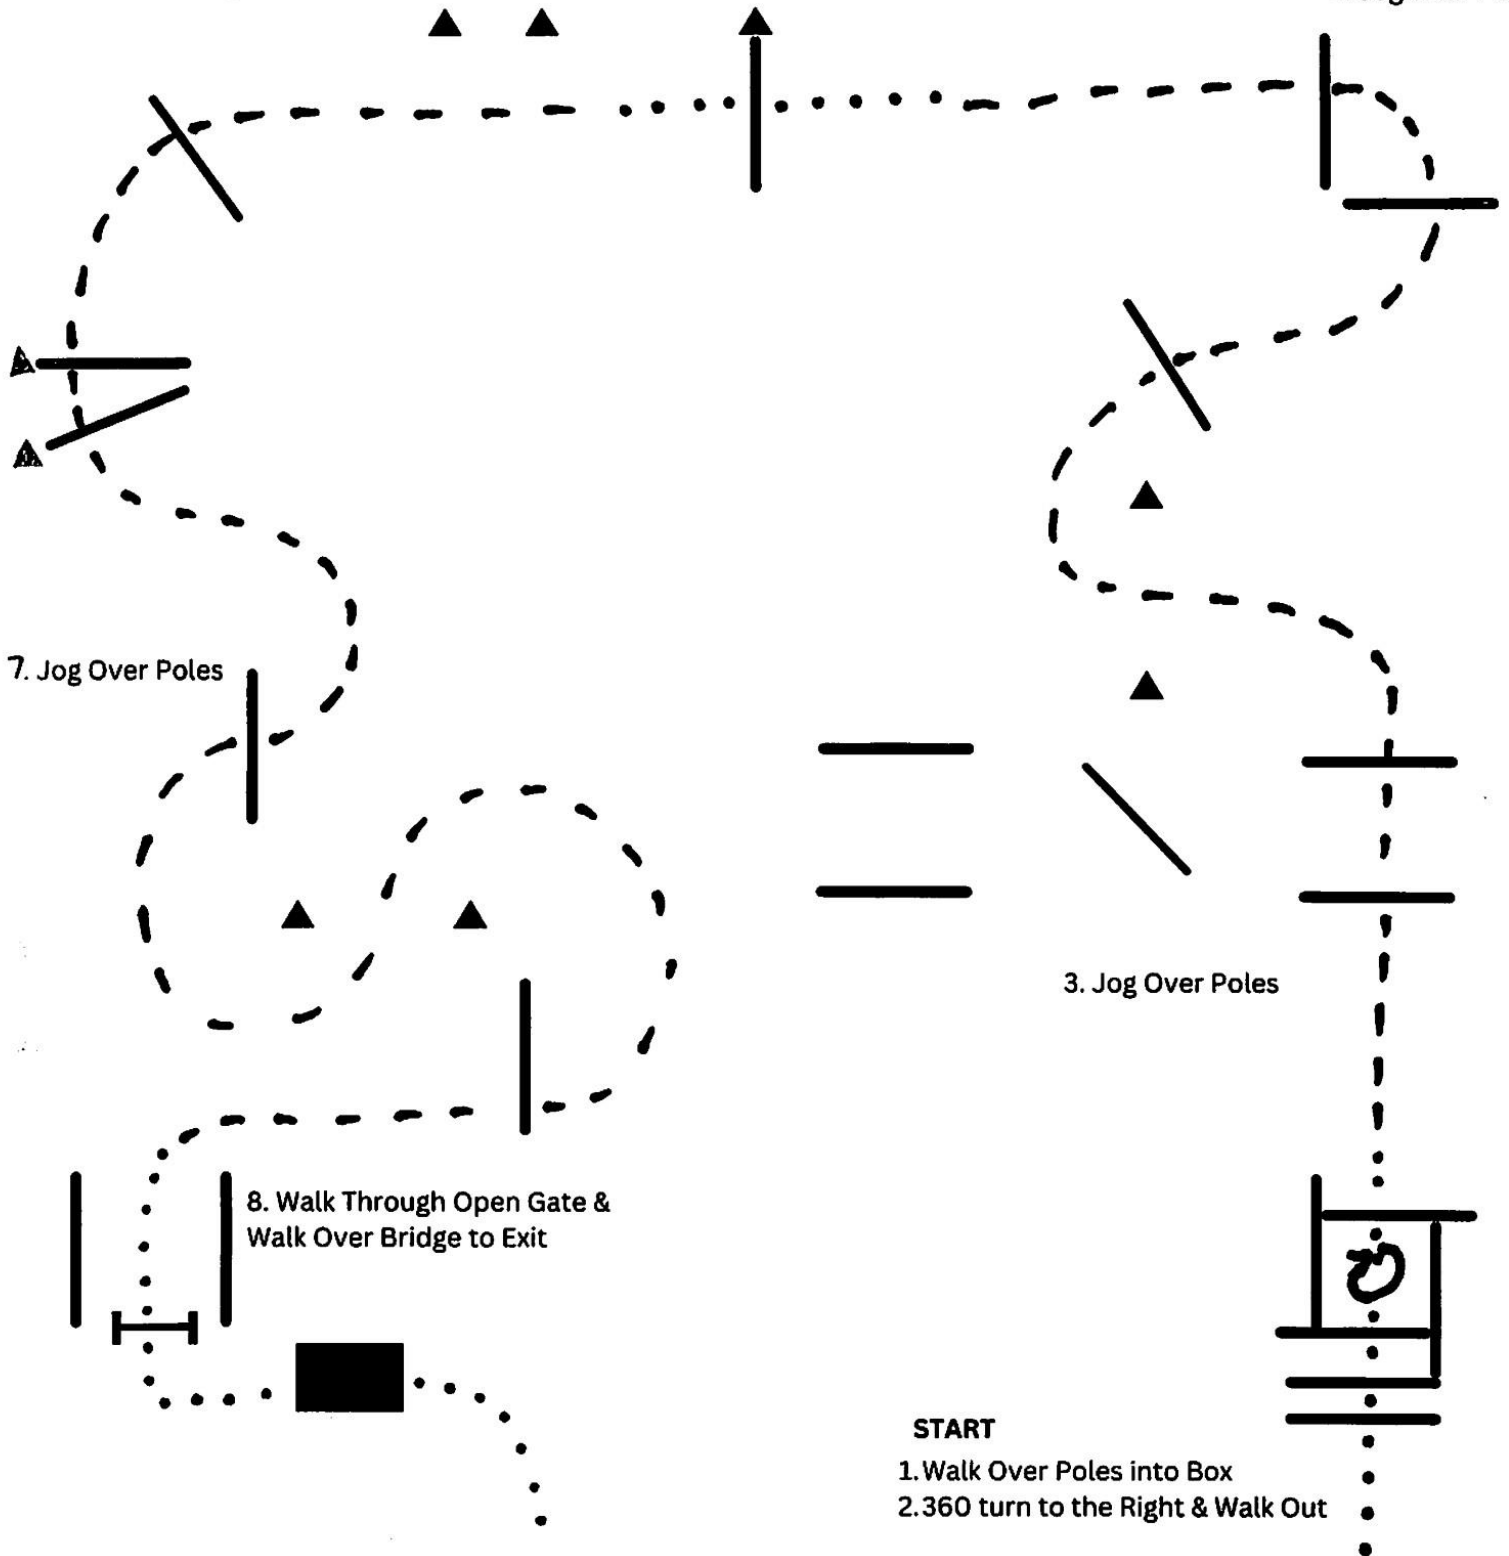 7. Jog Over Poles
3. Jog Over Poles
8. Walk Through Open Gate &
Walk Over Bridge to Exit
START
1.Walk Over Poles into Box
2.360 turn to the Right & Walk Out